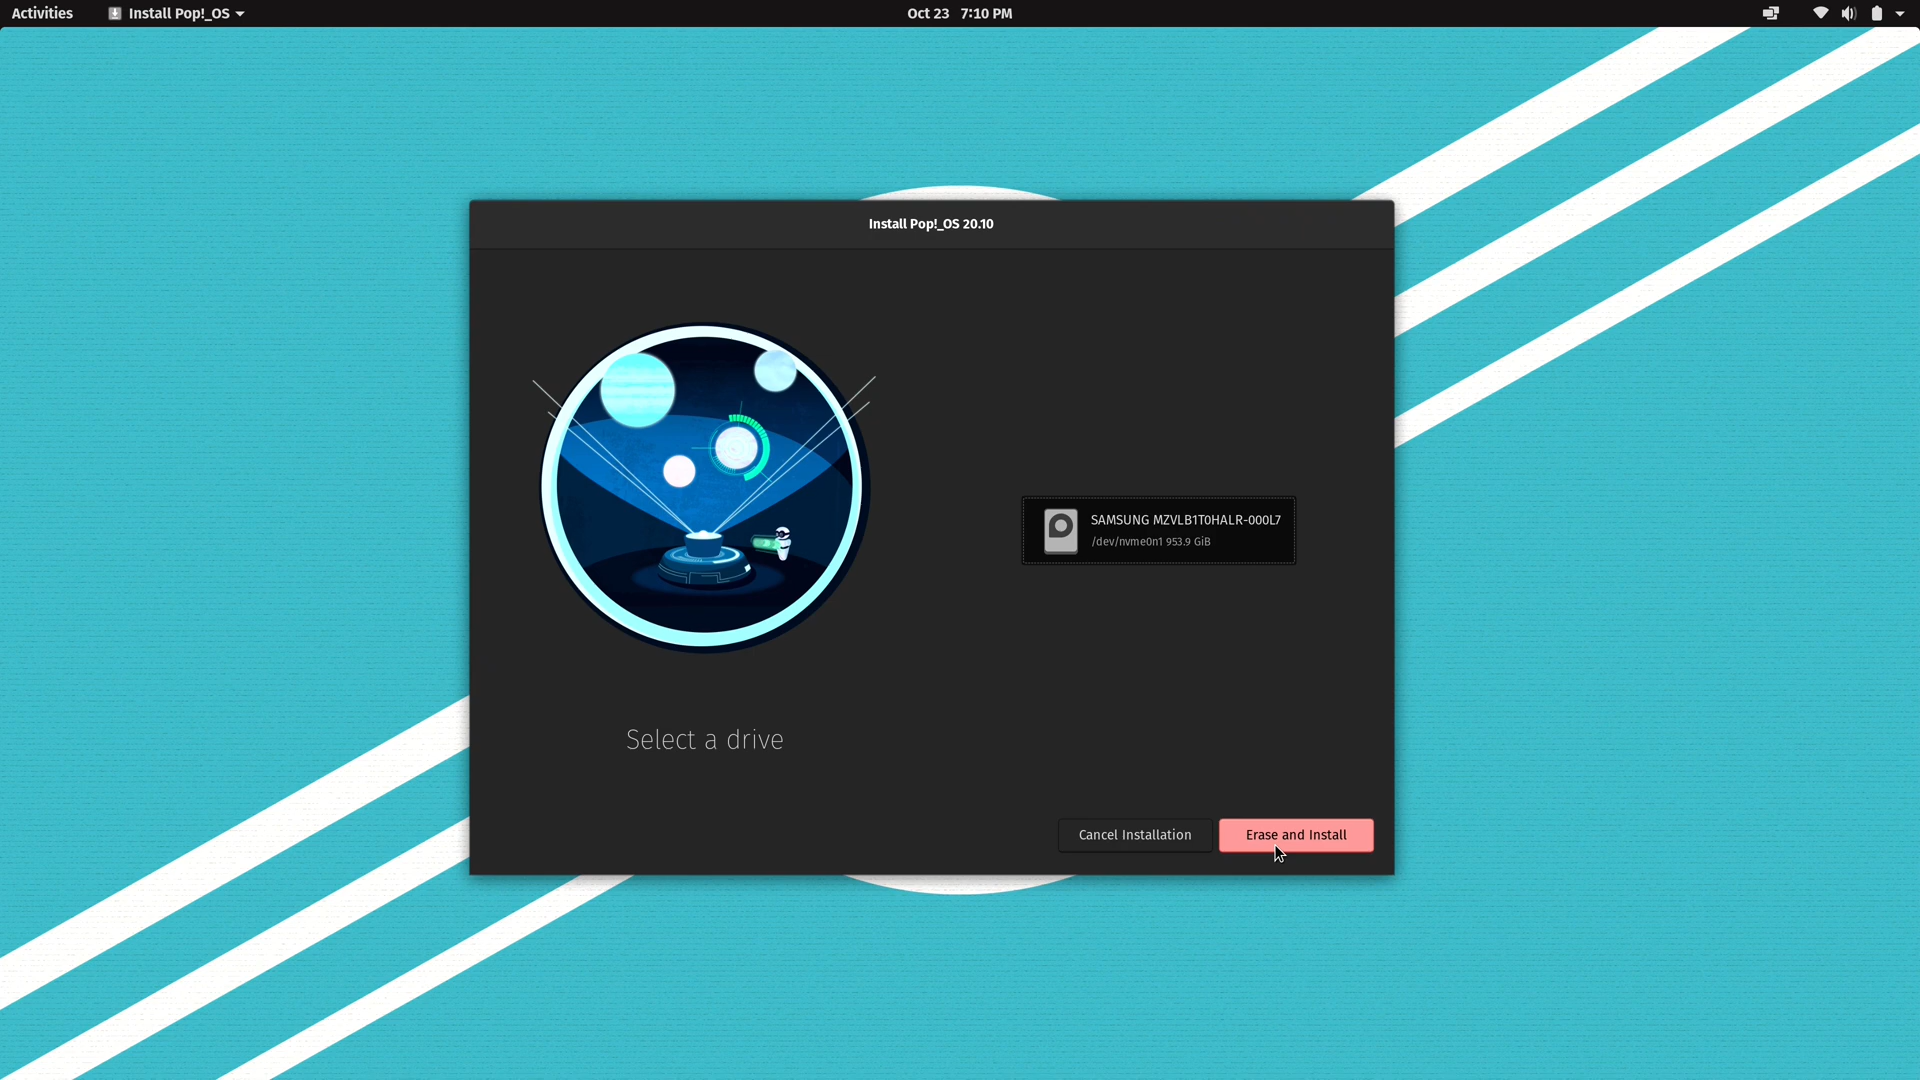 Activities
Install Pop!_OS
Oct 23 7:10 PM
Install Pop!_OS 20.10
SAMSUNG MZVLB1T0HALR-000L7
/dev/nvme0n1 953.9 GiB
Select a drive
Cancel Installation
Erase and Install